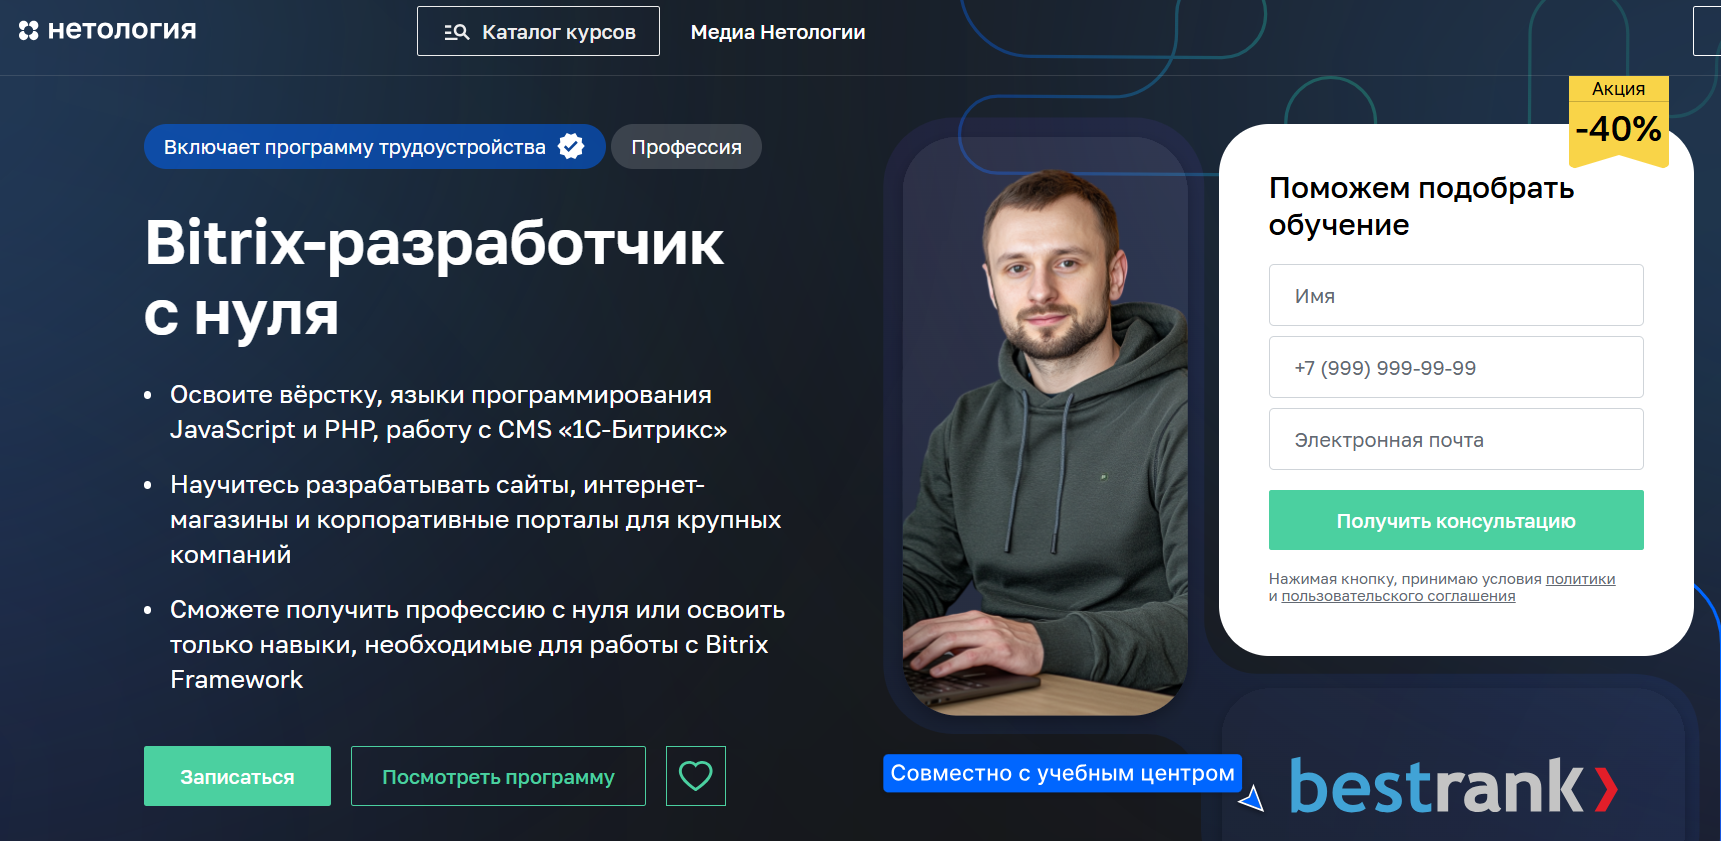 нетология
Каталог курсов
Медиа Нетологии
Включает программу трудоустройства
Профессия
Bitrix-разработчик
с нуля
• Освоите вёрстку, языки программирования
JavaScript и PHP, работу с CMS «1С-Битрикс»
• Научитесь разрабатывать сайты, интернет-
магазины и корпоративные порталы для крупных
компаний
• Сможете получить профессию с нуля или освоить
только навыки, необходимые для работы с Bitrix
Framework
Записаться
Посмотреть программу
Совместно с учебным центром
bestrank
Акция
-40%
Поможем подобрать
обучение
Имя
+7 (999) 999-99-99
Электронная почта
Получить консультацию
Нажимая кнопку, принимаю условия политики
и пользовательского соглашения